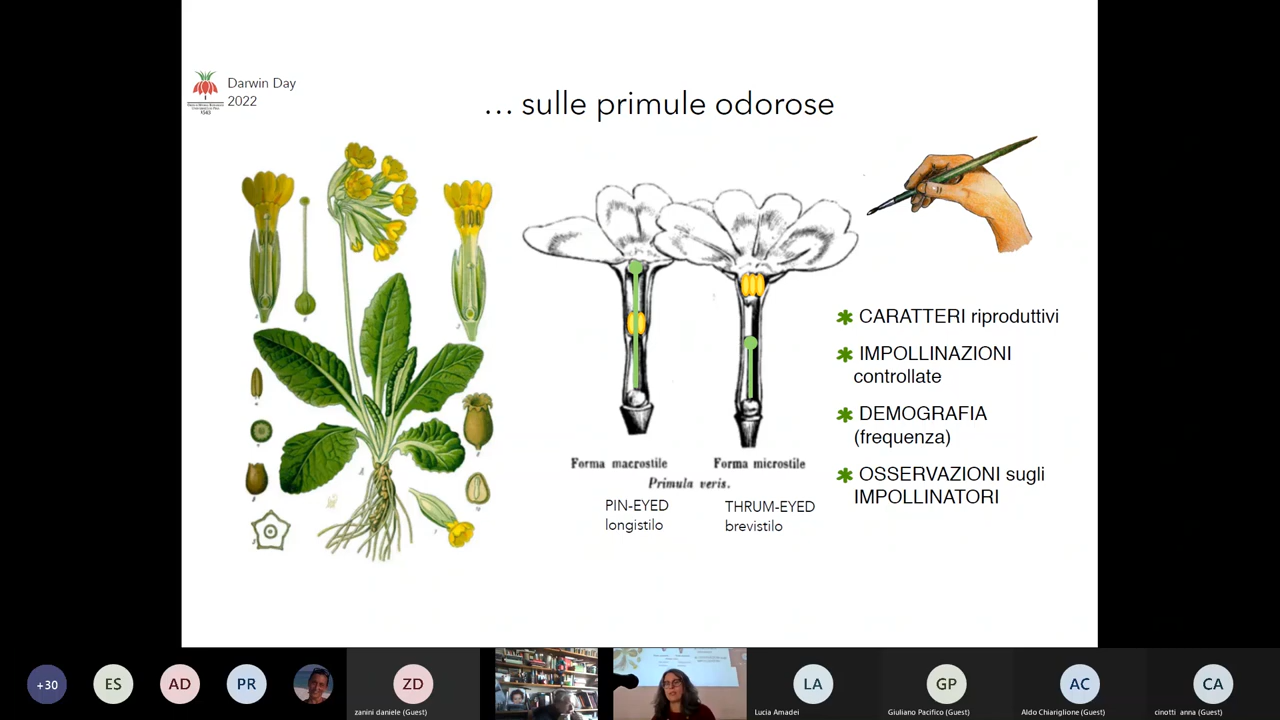 Darwin Day
2022
… sulle primule odorose
✱ CARATTERI riproduttivi
✱ IMPOLLINAZIONI
controllate
✱ DEMOGRAFIA
(frequenza)
✱ OSSERVAZIONI sugli
IMPOLLINATORI
Forma macrostile
Forma microstile
Primula veris.
PIN-EYED
longistilo
THRUM-EYED
brevistilo
+30
ES
AD
PR
ZD
zanini daniele (Guest)
LA
Lucia Amadei
GP
Giuliano Pacifico (Guest)
AC
Aldo Chiariglione (Guest)
CA
cinotti anna (Guest)